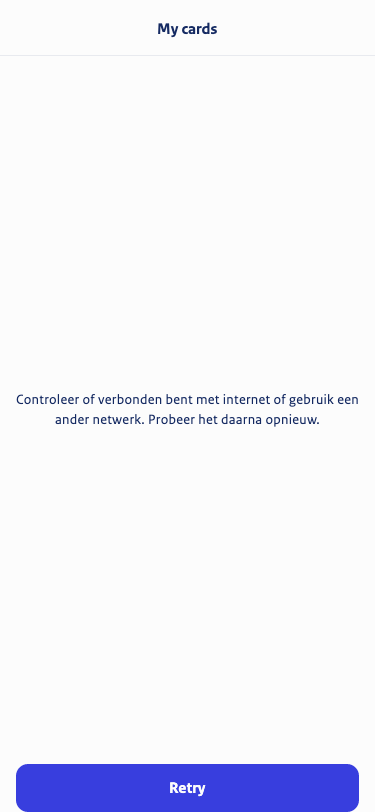 My cards
Controleer of verbonden bent met internet of gebruik een
ander netwerk. Probeer het daarna opnieuw.
Retry